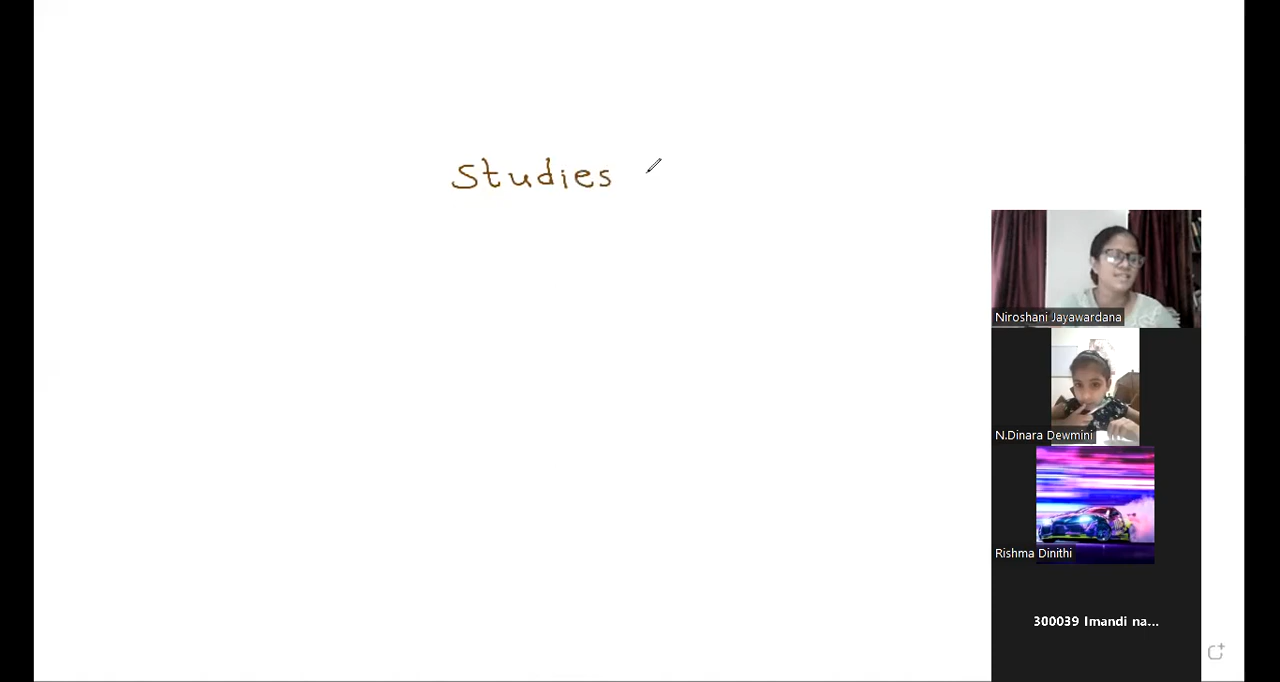 Studies
Niroshani Jayawardana
N.Dinara Dewmini
Rishma Dinithi
300039 Imandi na...